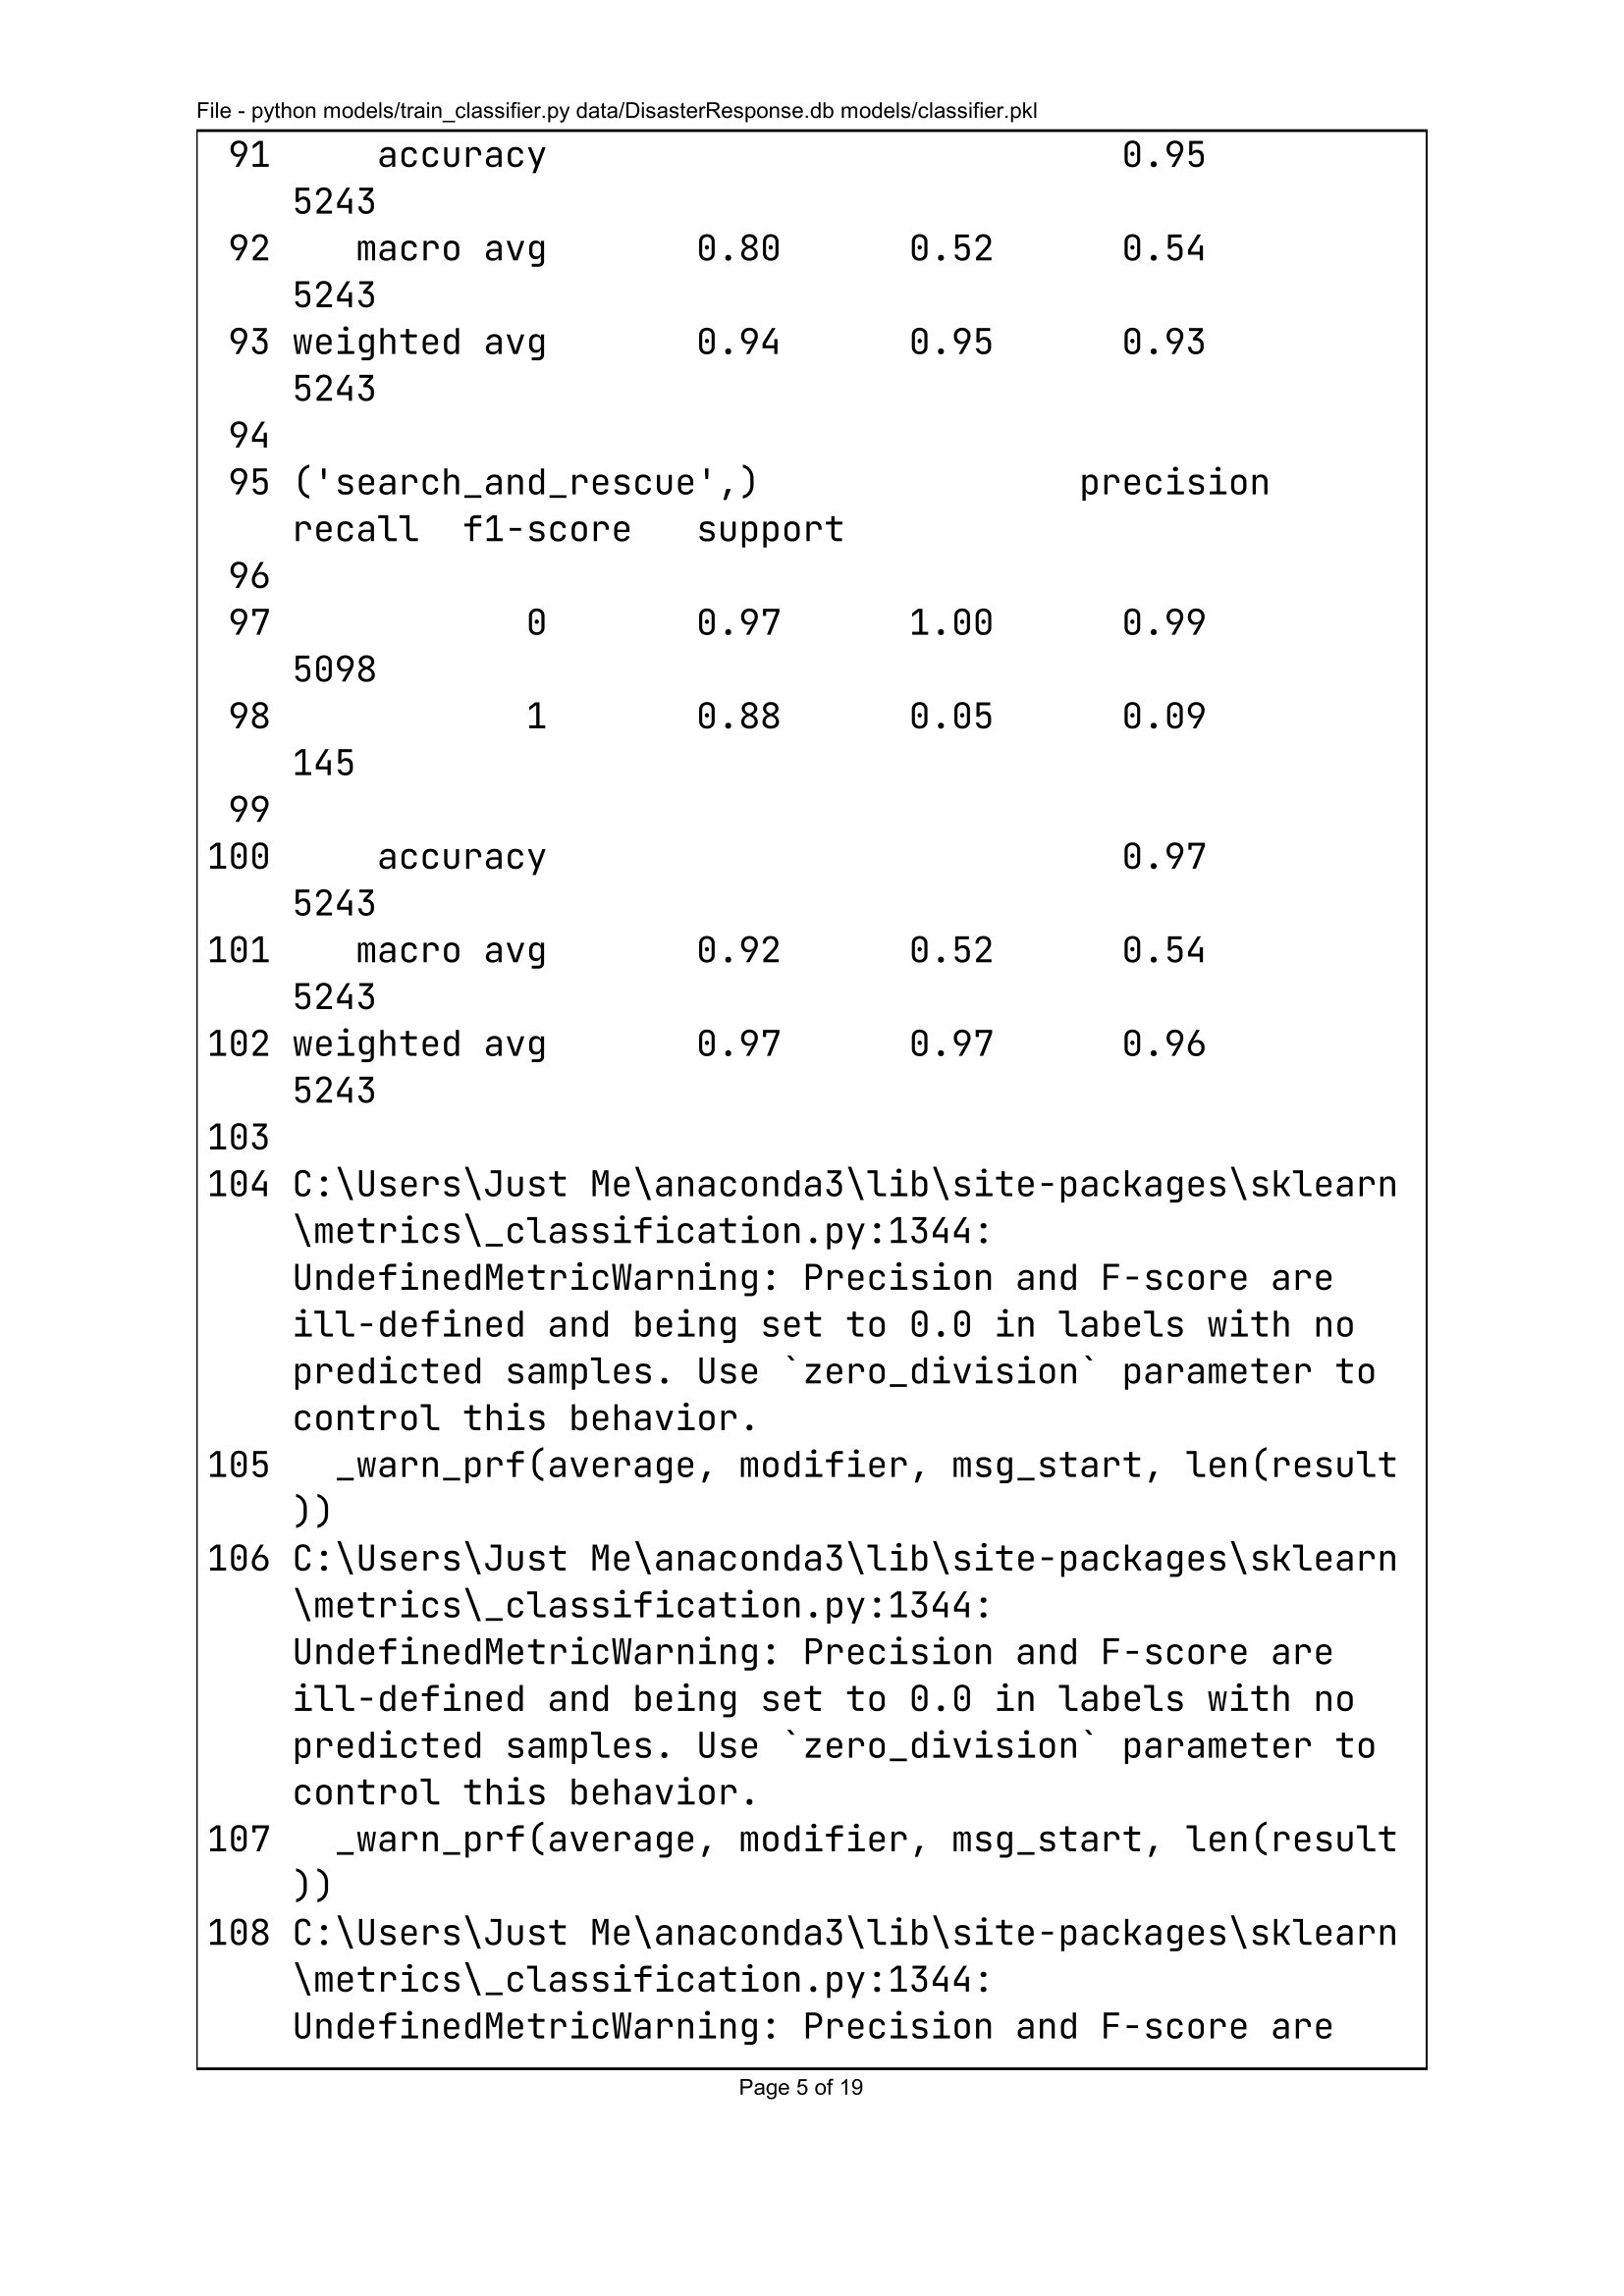 File - python models/train_classifier.py data/DisasterResponse.db models/classifier.pkl
91 accuracy 0.95
5243
92 macro avg 0.80 0.52 0.54
5243
93 weighted avg 0.94 0.95 0.93
5243
94
95 ('search_and_rescue',) precision
recall f1-score support
96
97 0 0.97 1.00 0.99
5098
98 1 0.88 0.05 0.09
145
99
100 accuracy 0.97
5243
101 macro avg 0.92 0.52 0.54
5243
102 weighted avg 0.97 0.97 0.96
5243
103
104 C:\Users\Just Me\anaconda3\lib\site-packages\sklearn
\metrics\_classification.py:1344:
UndefinedMetricWarning: Precision and F-score are
ill-defined and being set to 0.0 in labels with no
predicted samples. Use `zero_division` parameter to
control this behavior.
105 _warn_prf(average, modifier, msg_start, len(result
))
106 C:\Users\Just Me\anaconda3\lib\site-packages\sklearn
\metrics\_classification.py:1344:
UndefinedMetricWarning: Precision and F-score are
ill-defined and being set to 0.0 in labels with no
predicted samples. Use `zero_division` parameter to
control this behavior.
107 _warn_prf(average, modifier, msg_start, len(result
))
108 C:\Users\Just Me\anaconda3\lib\site-packages\sklearn
\metrics\_classification.py:1344:
UndefinedMetricWarning: Precision and F-score are
Page 5 of 19